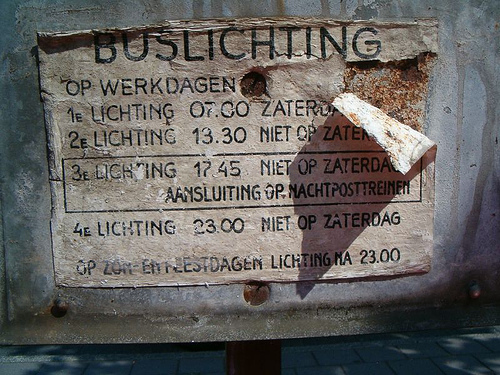 BUSLICHTING
OP WERKDAGEN
1E LICHTING 07.00 ZATERDA
2E LICHTING 13.30 NIET OP ZATER
3E LICHTING 17.45 NIET OP ZATERDAG
AANSLUITING OP NACHTPOSTTREINEN
4E LICHTING 23.00 NIET OP ZATERDAG
OP ZON- EN FEESTDAGEN LICHTING NA 23.00